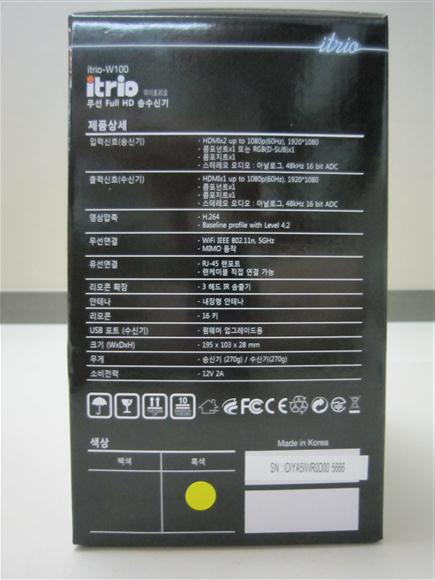 itrio
itrio-W100
itrio 아이트리오
무선 Full HD 송수신기
제품상세
입력신호(송신기) - HDMIx2 up to 1080p(60Hz), 1920*1080
- 콤포넌트x1 또는 RGB(D-SUB)x1
- 콤포지트x1
- 스테레오 오디오 : 아날로그, 48kHz 16 bit ADC
출력신호(수신기) - HDMIx1 up to 1080p(60Hz), 1920*1080
- 콤포넌트x1
- 콤포지트x1
- 스테레오 오디오 : 아날로그, 48kHz 16 bit ADC
영상압축 - H.264
- Baseline profile with Level 4.2
무선연결 - WiFi IEEE 802.11n, 5GHz
- MIMO 동작
유선연결 - RJ-45 랜포트
- 랜케이블 직접 연결 가능
리모콘 확장 - 3 헤드 IR 송출기
안테나 - 내장형 안테나
리모콘 - 16 키
USB 포트 (수신기) - 펌웨어 업그레이드용
크기 (WxDxH) - 195 x 103 x 28 mm
무게 - 송신기 (270g) / 수신기(270g)
소비전력 - 12V 2A
10 FCC CE
색상
백색 흑색
Made in Korea
SN : IDIYA5WR0D00 5666